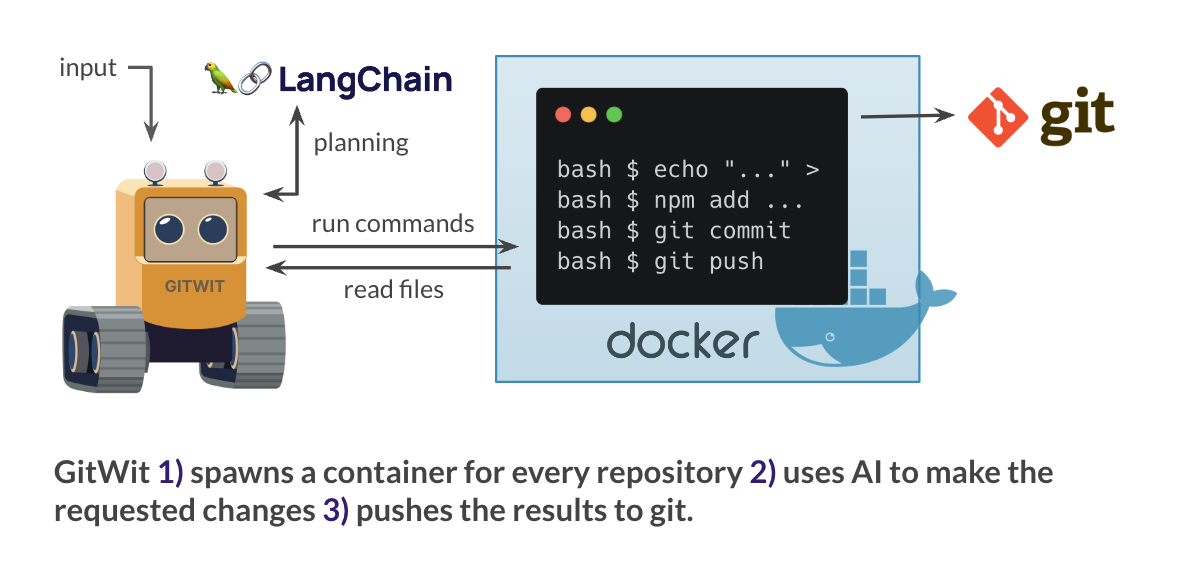 input
LangChain
planning
run commands
read files
GITWIT
bash $ echo "..." >
bash $ npm add ...
bash $ git commit
bash $ git push
docker
git
GitWit 1) spawns a container for every repository 2) uses AI to make the
requested changes 3) pushes the results to git.